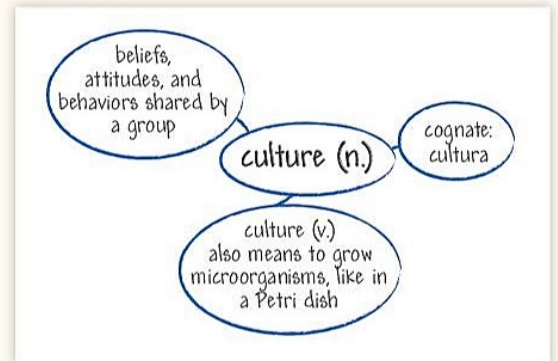 beliefs,
attitudes, and
behaviors shared by
a group
culture (n.)
cognate:
cultura
culture (v.)
also means to grow
microorganisms, like in
a Petri dish